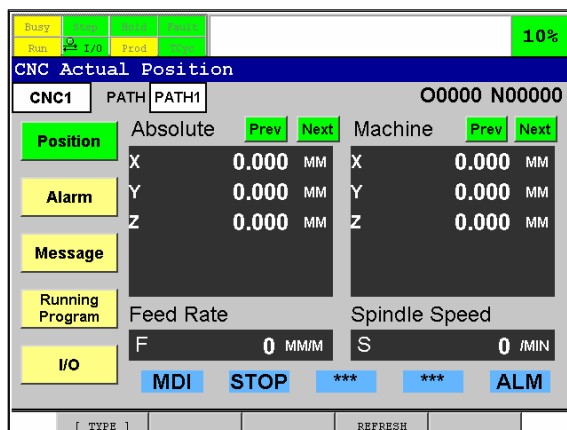 Busy Step Hold Fault
Run I/O Prod TCyc
10%
CNC Actual Position
CNC1 PATH PATH1 O0000 N00000
Position
Alarm
Message
Running
Program
I/O
Absolute Prev Next
X 0.000 MM
Y 0.000 MM
Z 0.000 MM
Machine Prev Next
X 0.000 MM
Y 0.000 MM
Z 0.000 MM
Feed Rate
F 0 MM/M
Spindle Speed
S 0 /MIN
MDI STOP *** *** ALM
[ TYPE ] REFRESH